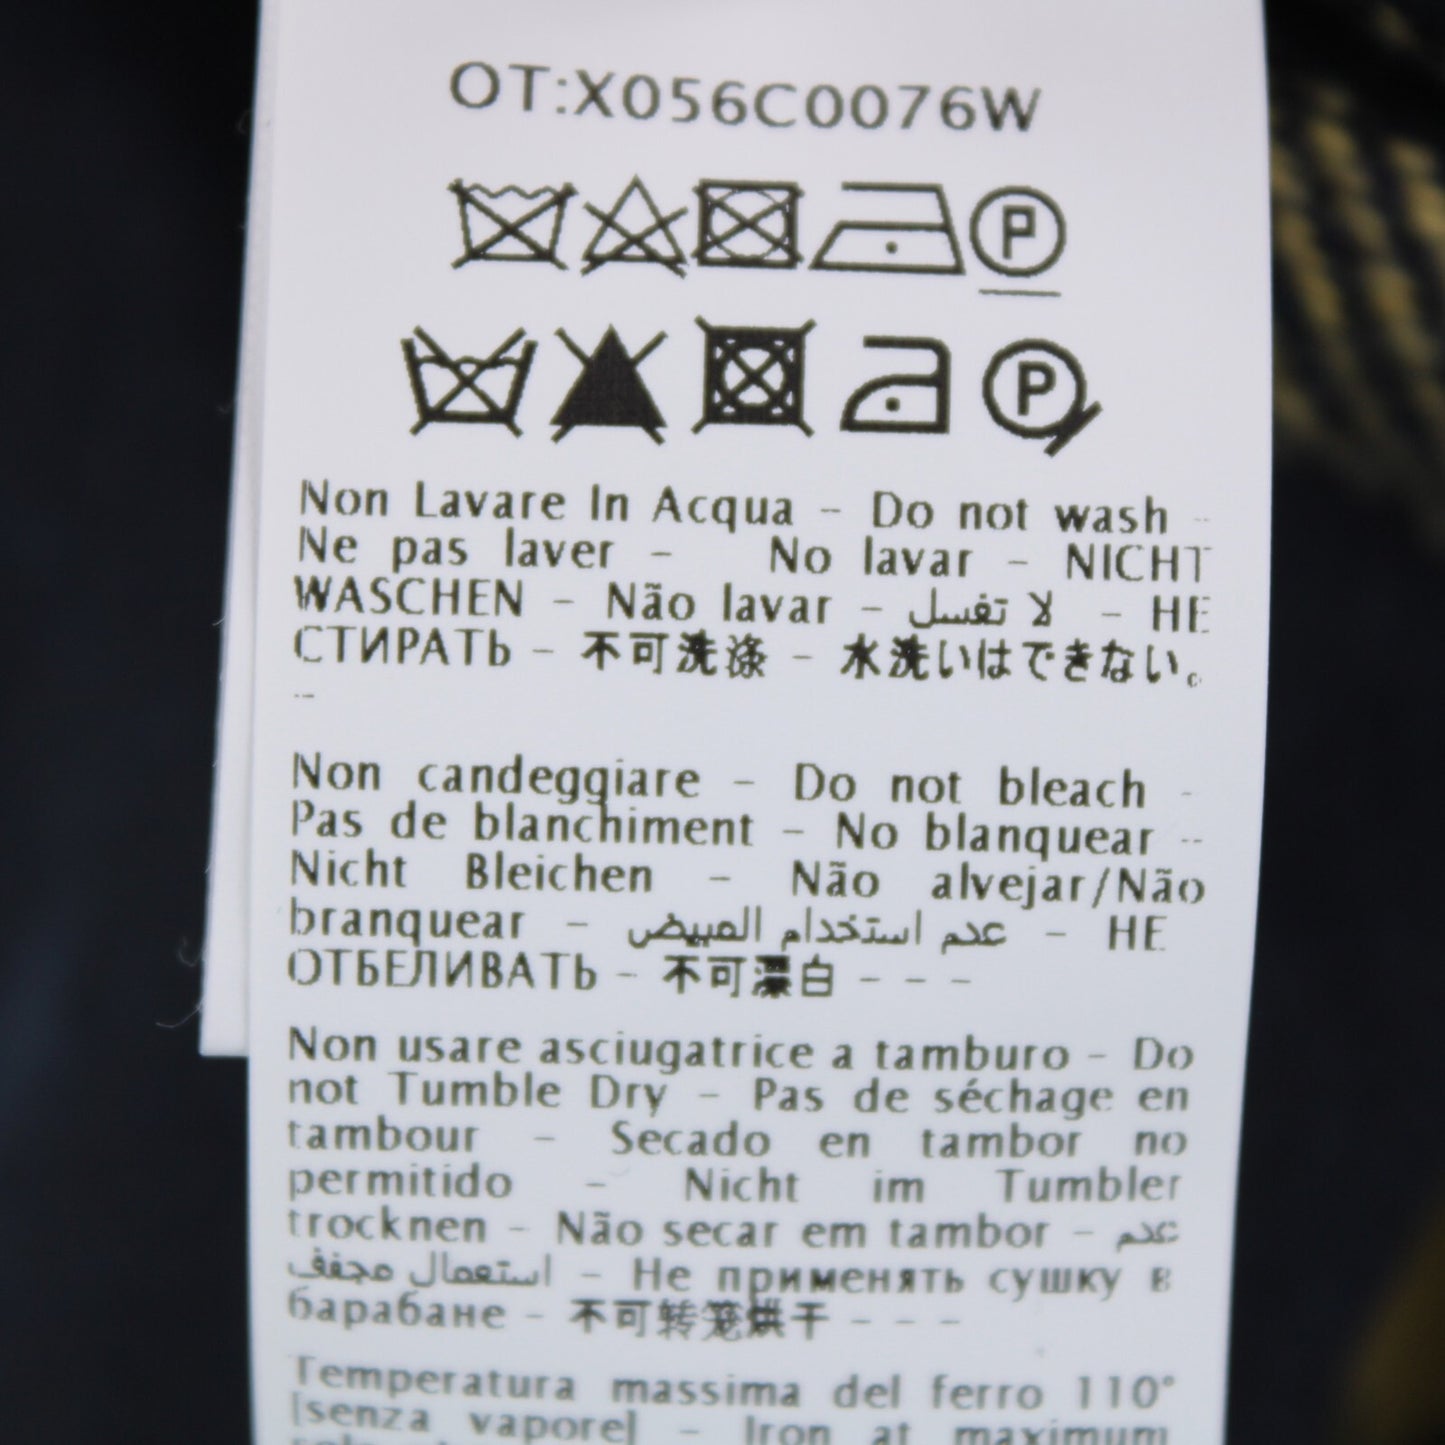 OT:X056C0076W
P
P
Non Lavare In Acqua - Do not wash -
Ne pas laver - No lavar - NICHT
WASCHEN - Não lavar - لا تغسل - НЕ
СТИРАТЬ - 不可洗涤 - 水洗いはできない。
--
Non candeggiare - Do not bleach -
Pas de blanchiment - No blanquear --
Nicht Bleichen - Não alvejar/Não
branquear - عدم استخدام المبيض - НЕ
ОТБЕЛИВАТЬ - 不可漂白 - - -
Non usare asciugatrice a tamburo - Do
not Tumble Dry - Pas de séchage en
tambour - Secado en tambor no
permitido - Nicht im Tumbler
trocknen - Não secar em tambor - عدم
استعمال مجفف - Не применять сушку в
барабане - 不可转笼烘干 - - -
Temperatura massima del ferro 110°
[senza vapore] - Iron at maximum